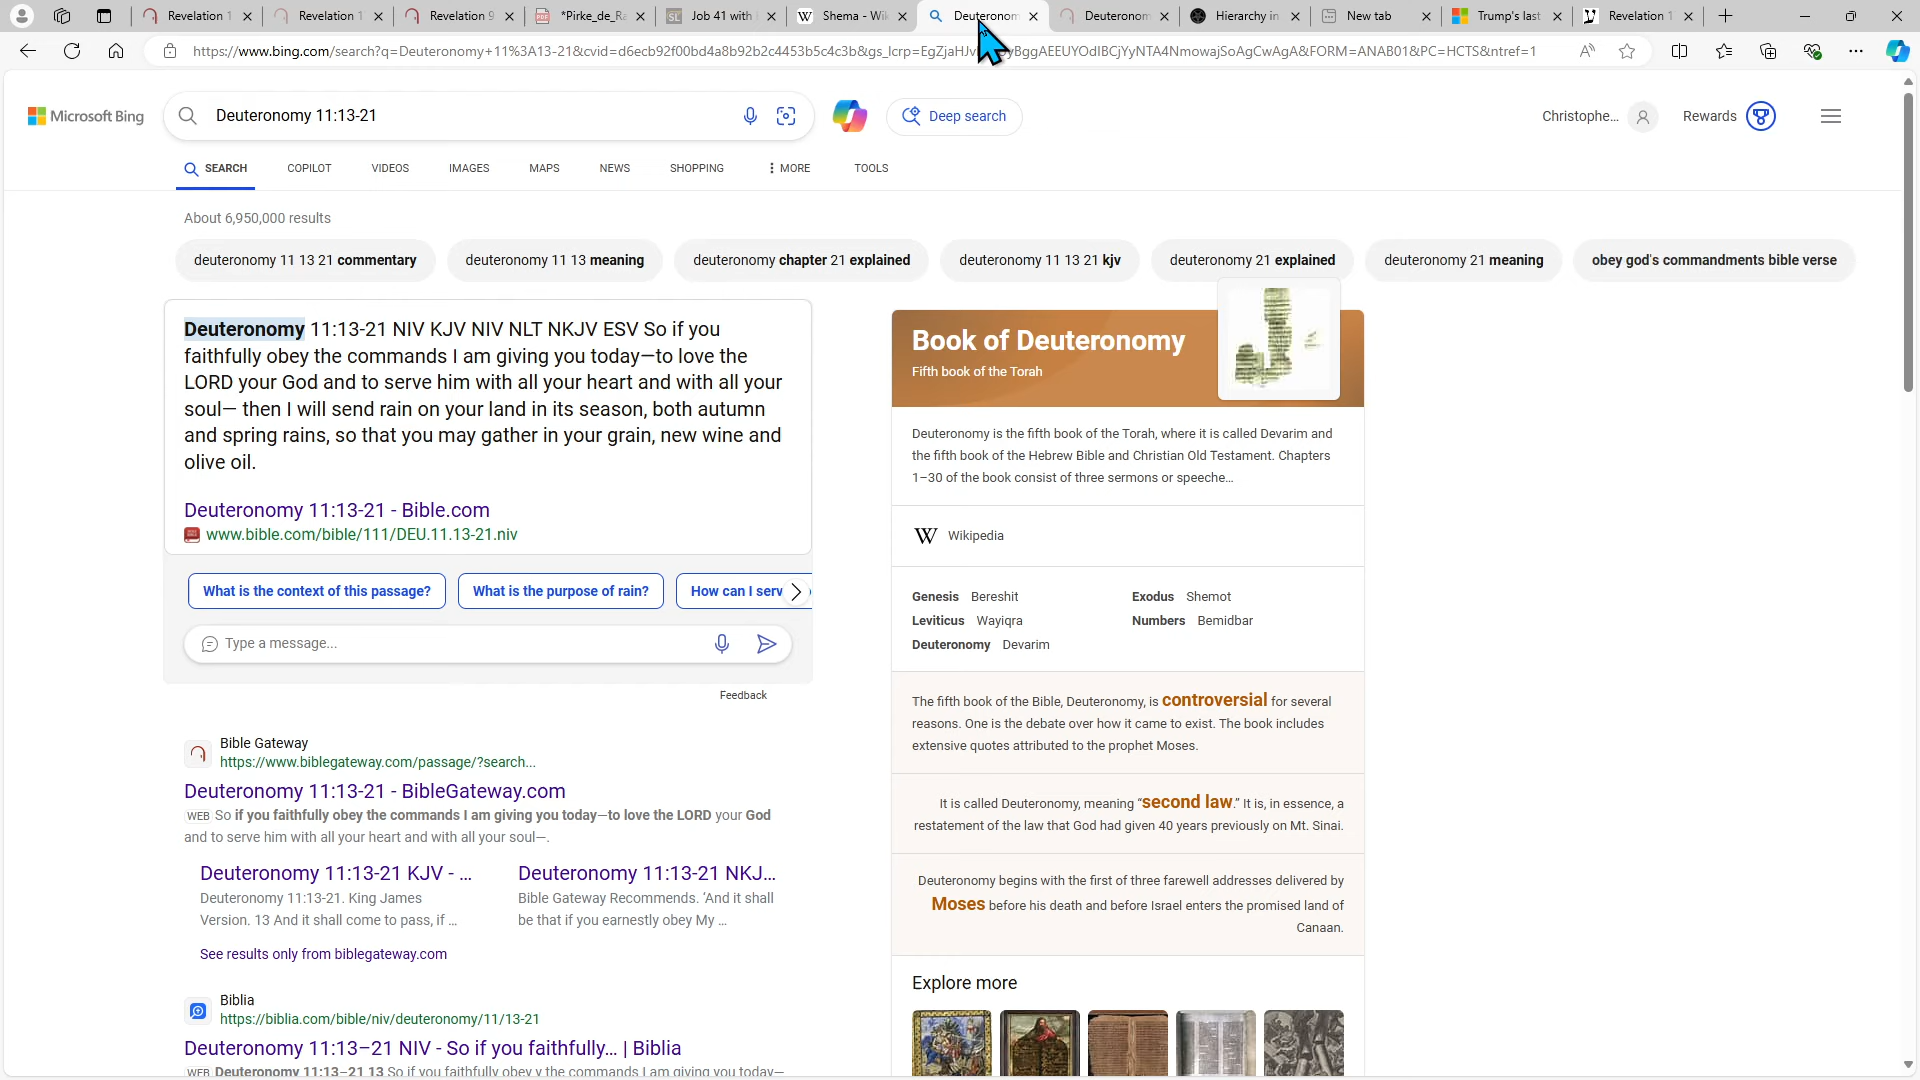 Revelation 1
Revelation 1
Revelation 9
*Pirke_de_Ra
Job 41 with
Shema - Wik
Deuteronom
Deuteronom
Hierarchy in
New tab
Trump's last
Revelation 1
https://www.bing.com/search?q=Deuteronomy+11%3A13-21&cvid=d6ecb92f00bd4a8b92b2c4453b5c4c3b&gs_lcrp=EgZjaHJv yBggAEEUYOdIBCjYyNTA4NmowajSoAgCwAgA&FORM=ANAB01&PC=HCTS&ntref=1
Microsoft Bing
Deuteronomy 11:13-21
Deep search
Christophe...
Rewards
SEARCH
COPILOT
VIDEOS
IMAGES
MAPS
NEWS
SHOPPING
MORE
TOOLS
About 6,950,000 results
deuteronomy 11 13 21 commentary
deuteronomy 11 13 meaning
deuteronomy chapter 21 explained
deuteronomy 11 13 21 kjv
deuteronomy 21 explained
deuteronomy 21 meaning
obey god's commandments bible verse
Deuteronomy 11:13-21 NIV KJV NIV NLT NKJV ESV So if you
faithfully obey the commands I am giving you today—to love the
LORD your God and to serve him with all your heart and with all your
soul— then I will send rain on your land in its season, both autumn
and spring rains, so that you may gather in your grain, new wine and
olive oil.
Deuteronomy 11:13-21 - Bible.com
www.bible.com/bible/111/DEU.11.13-21.niv
What is the context of this passage?
What is the purpose of rain?
How can I serv
Type a message...
Feedback
Bible Gateway
https://www.biblegateway.com/passage/?search...
Deuteronomy 11:13-21 - BibleGateway.com
WEB So if you faithfully obey the commands I am giving you today—to love the LORD your God
and to serve him with all your heart and with all your soul—.
Deuteronomy 11:13-21 KJV - ...
Deuteronomy 11:13-21. King James
Version. 13 And it shall come to pass, if ...
Deuteronomy 11:13-21 NKJ...
Bible Gateway Recommends. ‘And it shall
be that if you earnestly obey My ...
See results only from biblegateway.com
Biblia
https://biblia.com/bible/niv/deuteronomy/11/13-21
Deuteronomy 11:13–21 NIV - So if you faithfully… | Biblia
WEB Deuteronomy 11:13–21 13 So if you faithfully obey v the commands I am giving you today—
Book of Deuteronomy
Fifth book of the Torah
Deuteronomy is the fifth book of the Torah, where it is called Devarim and
the fifth book of the Hebrew Bible and Christian Old Testament. Chapters
1–30 of the book consist of three sermons or speeche…
W Wikipedia
Genesis Bereshit
Exodus Shemot
Leviticus Wayiqra
Numbers Bemidbar
Deuteronomy Devarim
The fifth book of the Bible, Deuteronomy, is controversial for several
reasons. One is the debate over how it came to exist. The book includes
extensive quotes attributed to the prophet Moses.
It is called Deuteronomy, meaning “second law.” It is, in essence, a
restatement of the law that God had given 40 years previously on Mt. Sinai.
Deuteronomy begins with the first of three farewell addresses delivered by
Moses before his death and before Israel enters the promised land of
Canaan.
Explore more